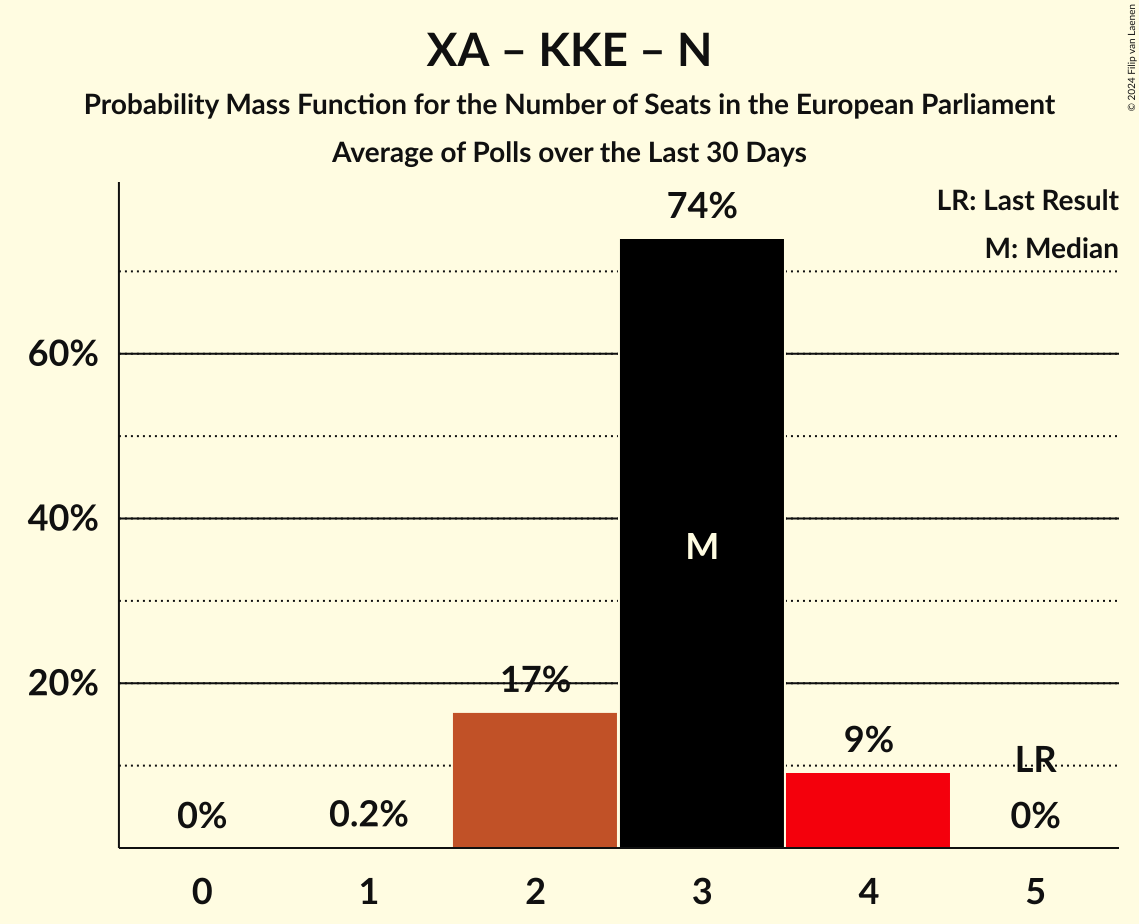 XA – KKE – N
Probability Mass Function for the Number of Seats in the European Parliament
Average of Polls over the Last 30 Days
© 2024 Filip van Laenen
LR: Last Result
M: Median
74%
60%
M
40%
20%
17%
9%
LR
0%
0.2%
0%
0 1 2 3 4 5